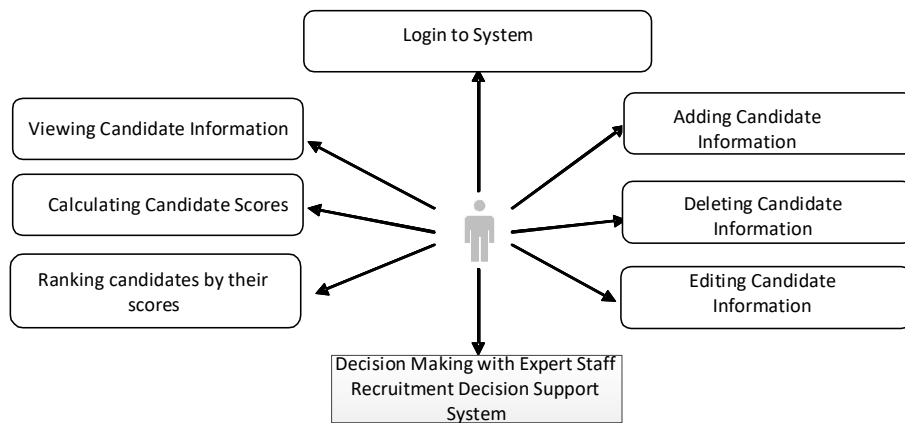 Login to System
Viewing Candidate Information
Calculating Candidate Scores
Ranking candidates by their
scores
Adding Candidate
Information
Deleting Candidate
Information
Editing Candidate
Information
Decision Making with Expert Staff
Recruitment Decision Support
System